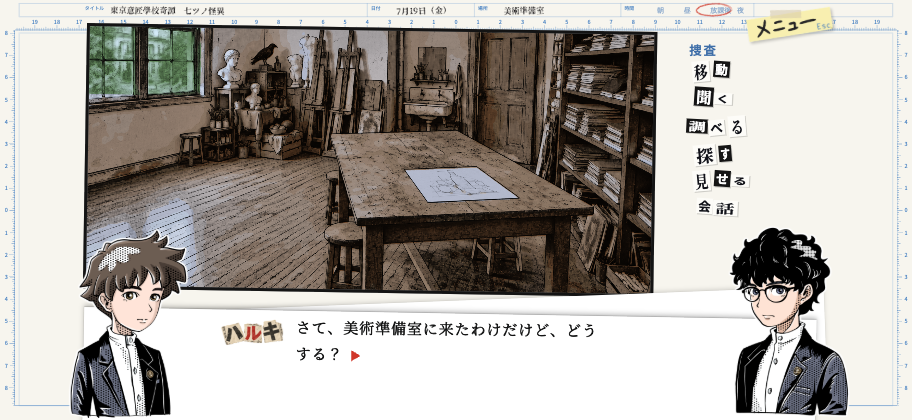 タイトル 東京意匠學校奇譚 七ツノ怪異 日付 7月19日（金） 場所 美術準備室 時間 朝 昼 放課後 夜
メニュー Esc
捜査
移動
聞く
調べる
探す
見せる
会話
ハルキ さて、美術準備室に来たわけだけど、どう
する？